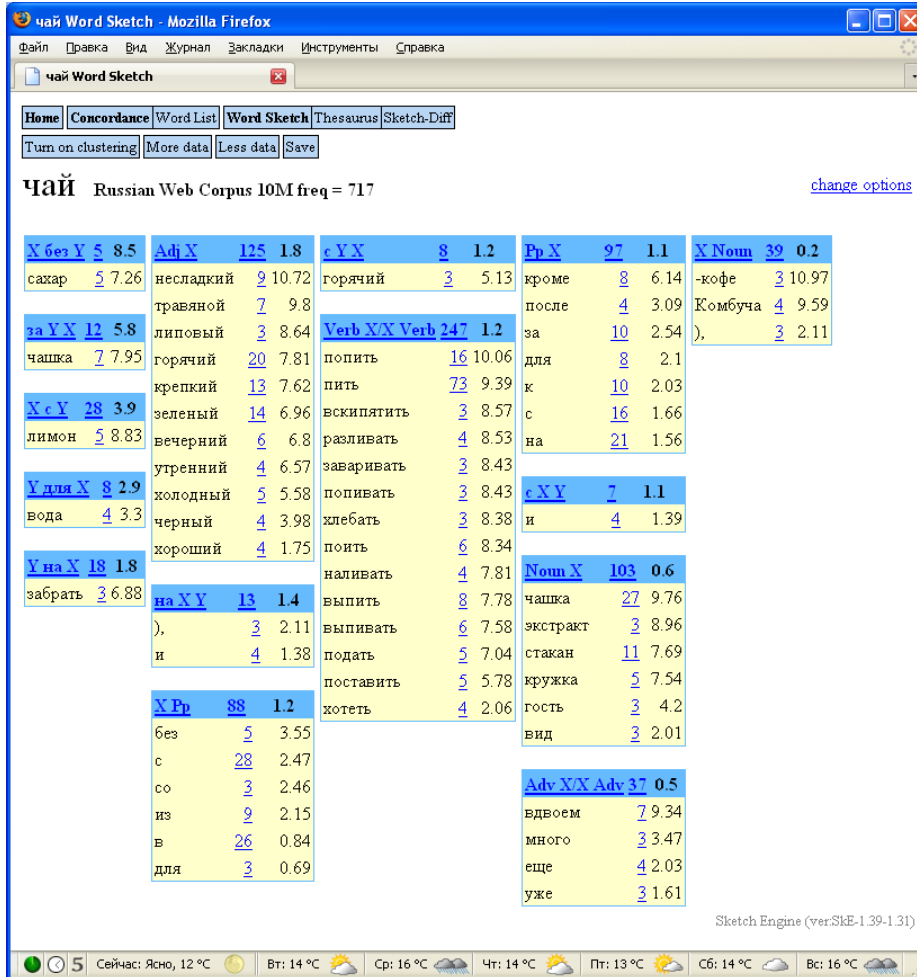 чай Word Sketch - Mozilla Firefox
Файл Правка Вид Журнал Закладки Инструменты Справка
чай Word Sketch
Home Concordance Word List Word Sketch Thesaurus Sketch-Diff
Turn on clustering More data Less data Save
чай Russian Web Corpus 10M freq = 717
change options
X без Y 5 8.5
сахар 5 7.26
за Y X 12 5.8
чашка 7 7.95
X с Y 28 3.9
лимон 5 8.83
Y для X 8 2.9
вода 4 3.3
Y на X 18 1.8
забрать 3 6.88
Adj X 125 1.8
несладкий 9 10.72
травяной 7 9.8
липовый 3 8.64
горячий 20 7.81
крепкий 13 7.62
зеленый 14 6.96
вечерний 6 6.8
утренний 4 6.57
холодный 5 5.58
черный 4 3.98
хороший 4 1.75
на X Y 13 1.4
), 3 2.11
и 4 1.38
X Pp 88 1.2
без 5 3.55
с 28 2.47
со 3 2.46
из 9 2.15
в 26 0.84
для 3 0.69
с Y X 8 1.2
горячий 3 5.13
Verb X/X Verb 247 1.2
попить 16 10.06
пить 73 9.39
вскипятить 3 8.57
разливать 4 8.53
заваривать 3 8.43
попивать 3 8.43
хлебать 3 8.38
поить 6 8.34
наливать 4 7.81
выпить 8 7.78
выпивать 6 7.58
подать 5 7.04
поставить 5 5.78
хотеть 4 2.06
Pp X 97 1.1
кроме 8 6.14
после 4 3.09
за 10 2.54
для 8 2.1
к 10 2.03
с 16 1.66
на 21 1.56
с X Y 7 1.1
и 4 1.39
Noun X 103 0.6
чашка 27 9.76
экстракт 3 8.96
стакан 11 7.69
кружка 5 7.54
гость 3 4.2
вид 3 2.01
Adv X/X Adv 37 0.5
вдвоем 7 9.34
много 3 3.47
еще 4 2.03
уже 3 1.61
X Noun 39 0.2
-кофе 3 10.97
Комбуча 4 9.59
), 3 2.11
Sketch Engine (ver:SkE-1.39-1.31)
5 Сейчас: Ясно, 12 °C Вт: 14 °C Ср: 16 °C Чт: 14 °C Пт: 13 °C Сб: 14 °C Вс: 16 °C